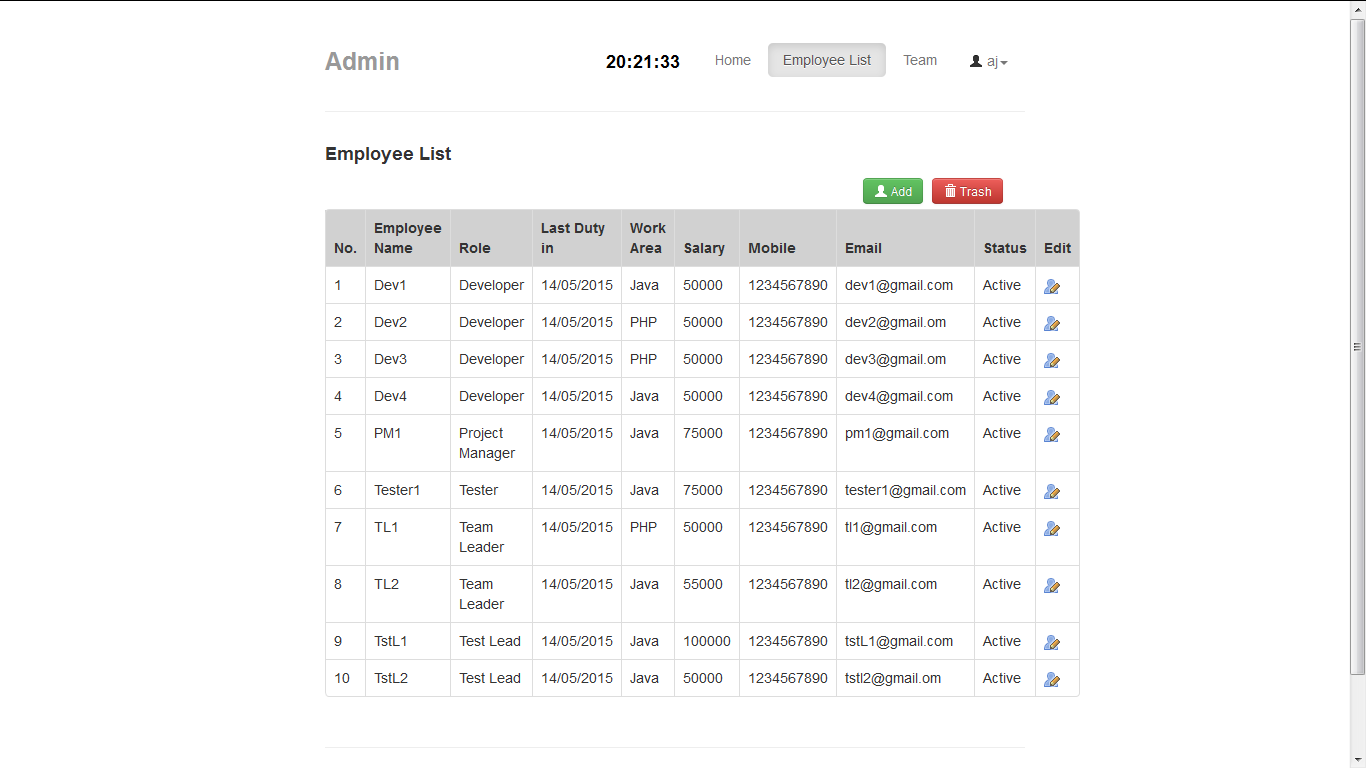 Admin 20:21:33 Home Employee List Team aj
Employee List
Add Trash
No. Employee Name Role Last Duty in Work Area Salary Mobile Email Status Edit
1 Dev1 Developer 14/05/2015 Java 50000 1234567890 dev1@gmail.com Active
2 Dev2 Developer 14/05/2015 PHP 50000 1234567890 dev2@gmail.om Active
3 Dev3 Developer 14/05/2015 PHP 50000 1234567890 dev3@gmail.om Active
4 Dev4 Developer 14/05/2015 Java 50000 1234567890 dev4@gmail.com Active
5 PM1 Project Manager 14/05/2015 Java 75000 1234567890 pm1@gmail.com Active
6 Tester1 Tester 14/05/2015 Java 75000 1234567890 tester1@gmail.com Active
7 TL1 Team Leader 14/05/2015 PHP 50000 1234567890 tl1@gmail.com Active
8 TL2 Team Leader 14/05/2015 Java 55000 1234567890 tl2@gmail.com Active
9 TstL1 Test Lead 14/05/2015 Java 100000 1234567890 tstL1@gmail.com Active
10 TstL2 Test Lead 14/05/2015 Java 50000 1234567890 tstl2@gmail.om Active